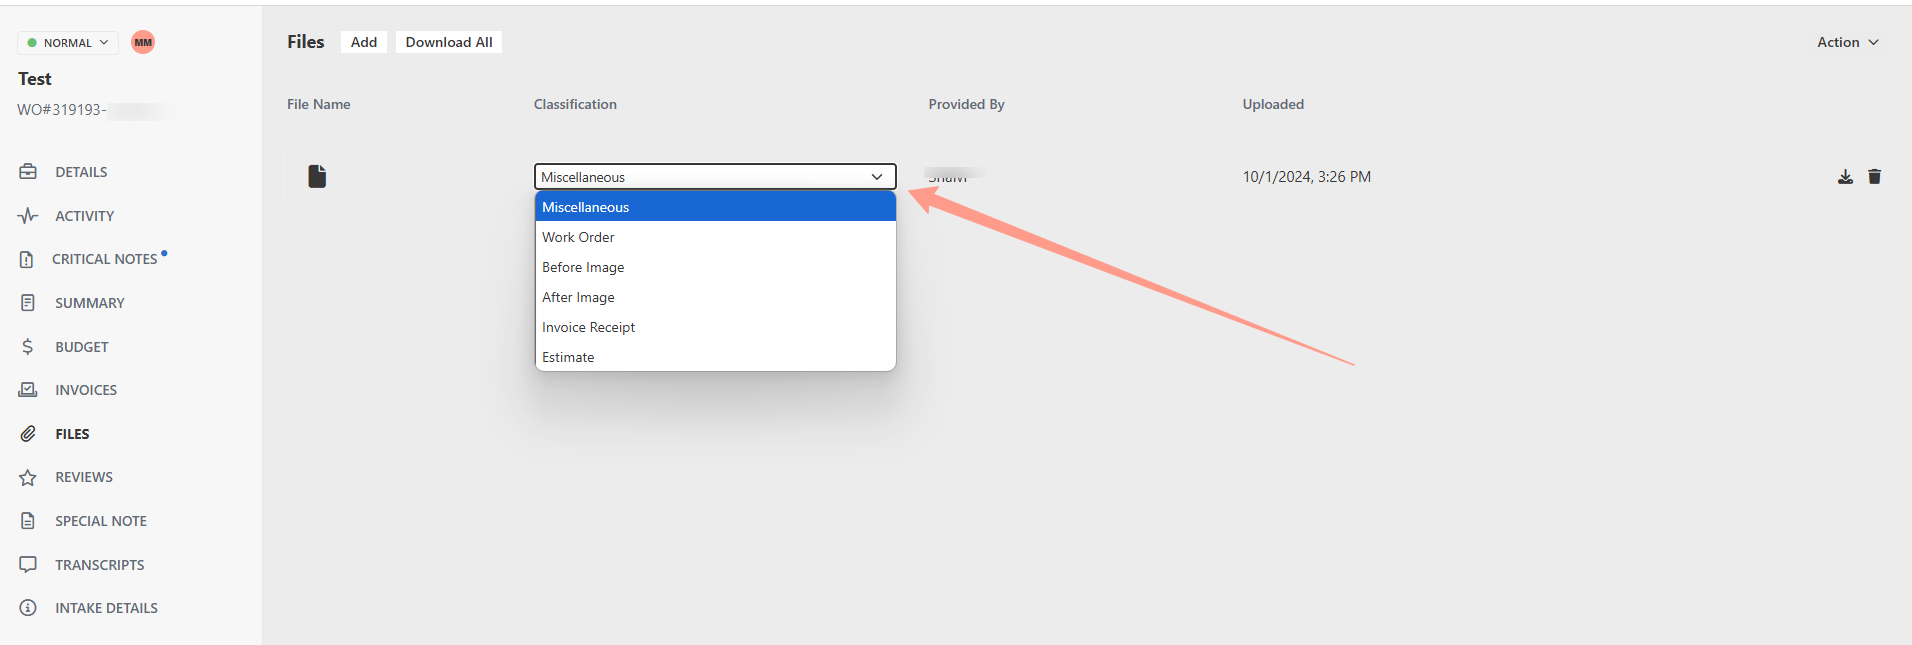 NORMAL
MM
Test
WO#319193-
DETAILS
ACTIVITY
CRITICAL NOTES
SUMMARY
BUDGET
INVOICES
FILES
REVIEWS
SPECIAL NOTE
TRANSCRIPTS
INTAKE DETAILS
Files Add Download All Action
File Name Classification Provided By Uploaded
Miscellaneous 10/1/2024, 3:26 PM
Miscellaneous
Work Order
Before Image
After Image
Invoice Receipt
Estimate